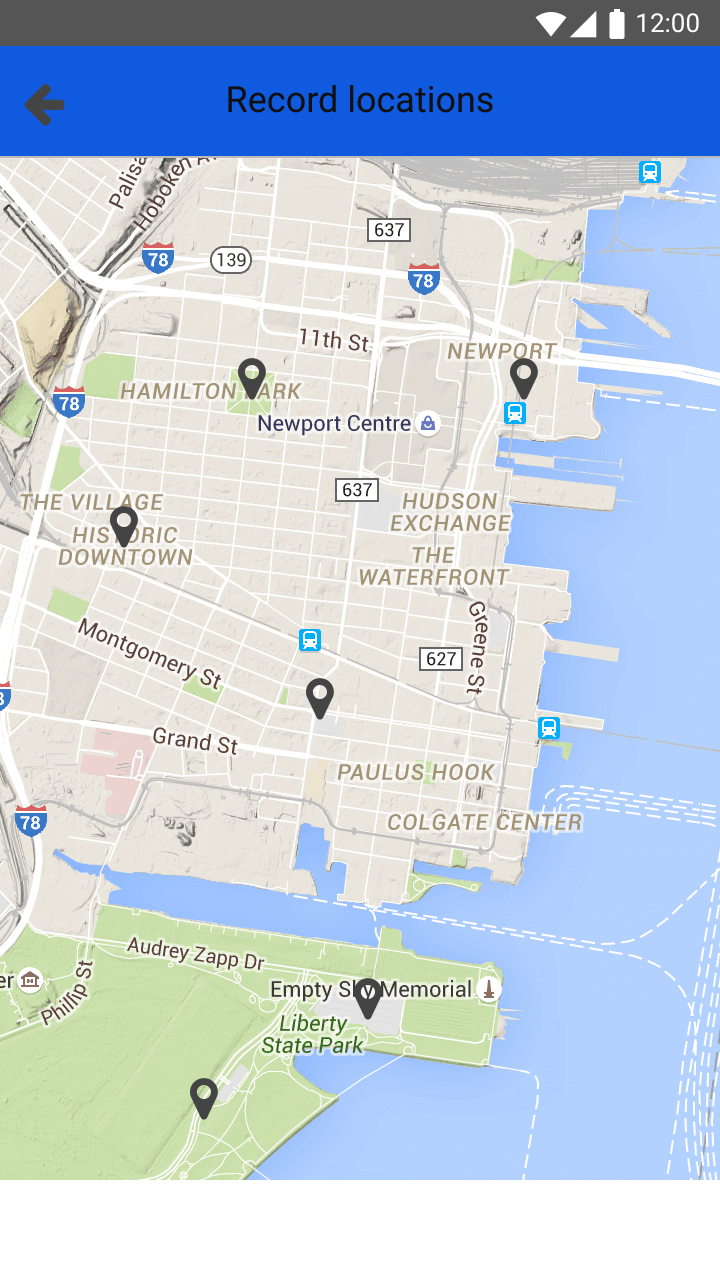 12:00
Record locations
Hoboken
637
78
139
78
11th St
NEWPORT
HAMILTON PARK
78
Newport Centre
637
THE VILLAGE
HUDSON
EXCHANGE
HISTORIC
DOWNTOWN
THE
WATERFRONT
Greene St
Montgomery St
627
Grand St
PAULUS HOOK
78
COLGATE CENTER
Audrey Zapp Dr
Phillip St
Empty Sky Memorial
Liberty
State Park